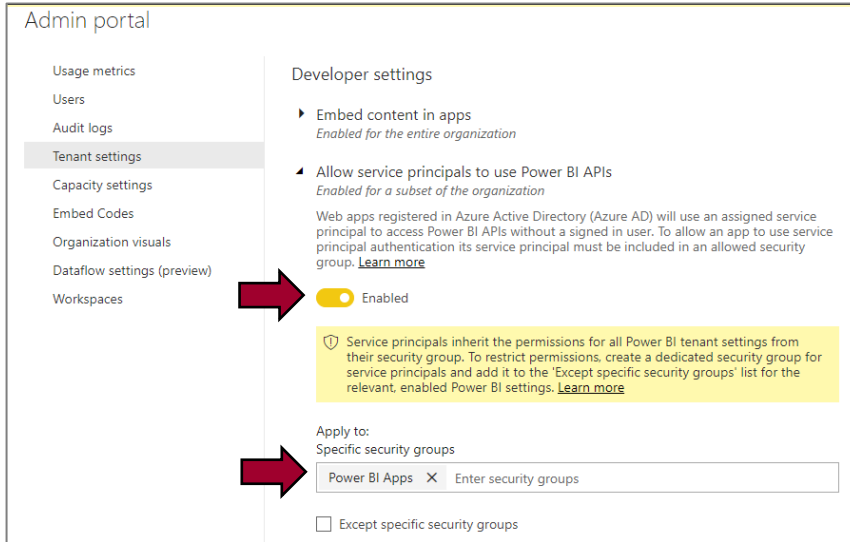 Admin portal
Usage metrics
Users
Audit logs
Tenant settings
Capacity settings
Embed Codes
Organization visuals
Dataflow settings (preview)
Workspaces
Developer settings
Embed content in apps
Enabled for the entire organization
Allow service principals to use Power BI APIs
Enabled for a subset of the organization
Web apps registered in Azure Active Directory (Azure AD) will use an assigned service
principal to access Power BI APIs without a signed in user. To allow an app to use service
principal authentication its service principal must be included in an allowed security
group. Learn more
Enabled
Service principals inherit the permissions for all Power BI tenant settings from
their security group. To restrict permissions, create a dedicated security group for
service principals and add it to the 'Except specific security groups' list for the
relevant, enabled Power BI settings. Learn more
Apply to:
Specific security groups
Power BI Apps X Enter security groups
Except specific security groups